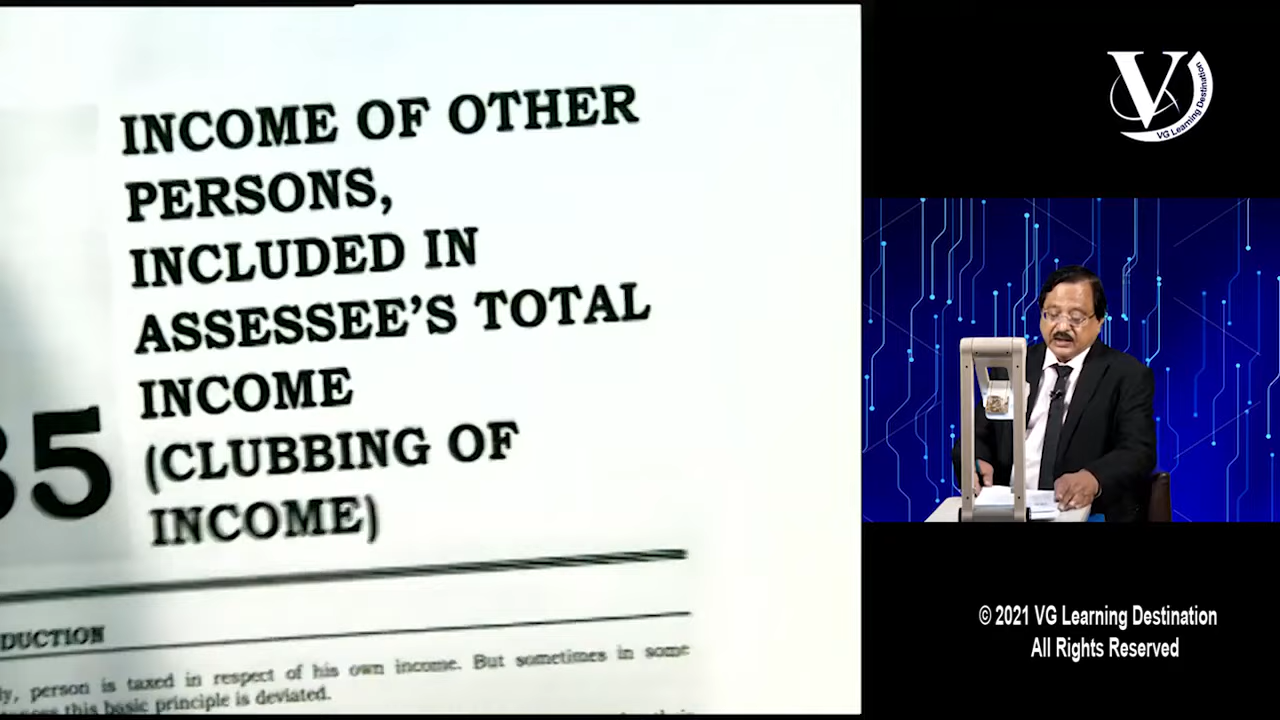 INCOME OF OTHER
PERSONS,
INCLUDED IN
ASSESSEE'S TOTAL
INCOME
(CLUBBING OF
INCOME)
35
DUCTION
person is taxed in respect of his own income. But sometimes in some
this basic principle is deviated.
V
VG Learning Destination
© 2021 VG Learning Destination
All Rights Reserved